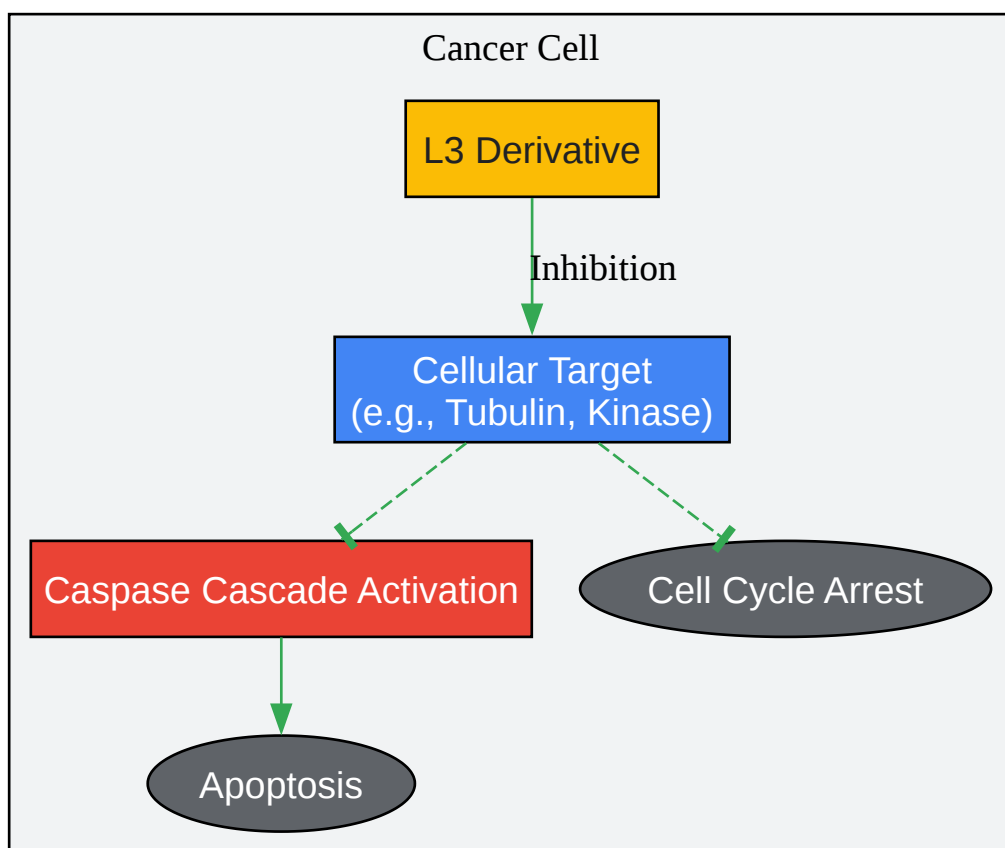 Cancer Cell
L3 Derivative
Inhibition
Cellular Target
(e.g., Tubulin, Kinase)
Caspase Cascade Activation
Cell Cycle Arrest
Apoptosis